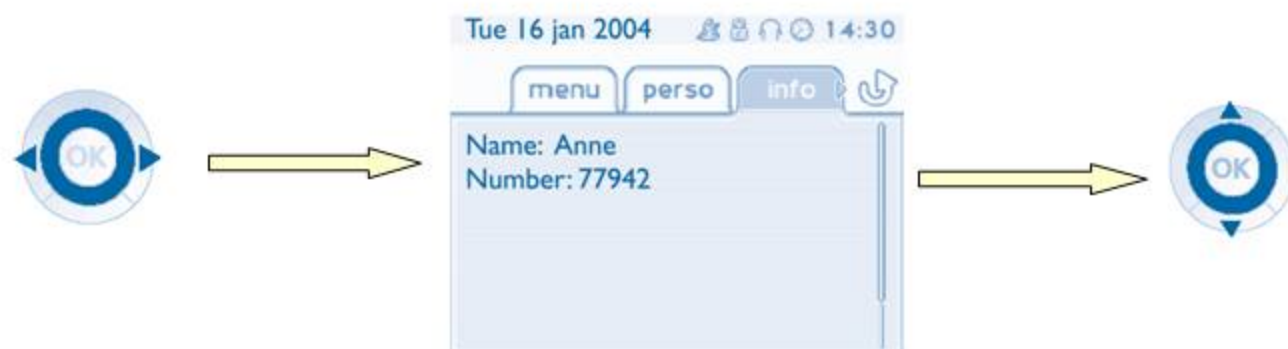 Tue 16 jan 2004 14:30
menu perso info
OK
Name: Anne
Number: 77942
OK